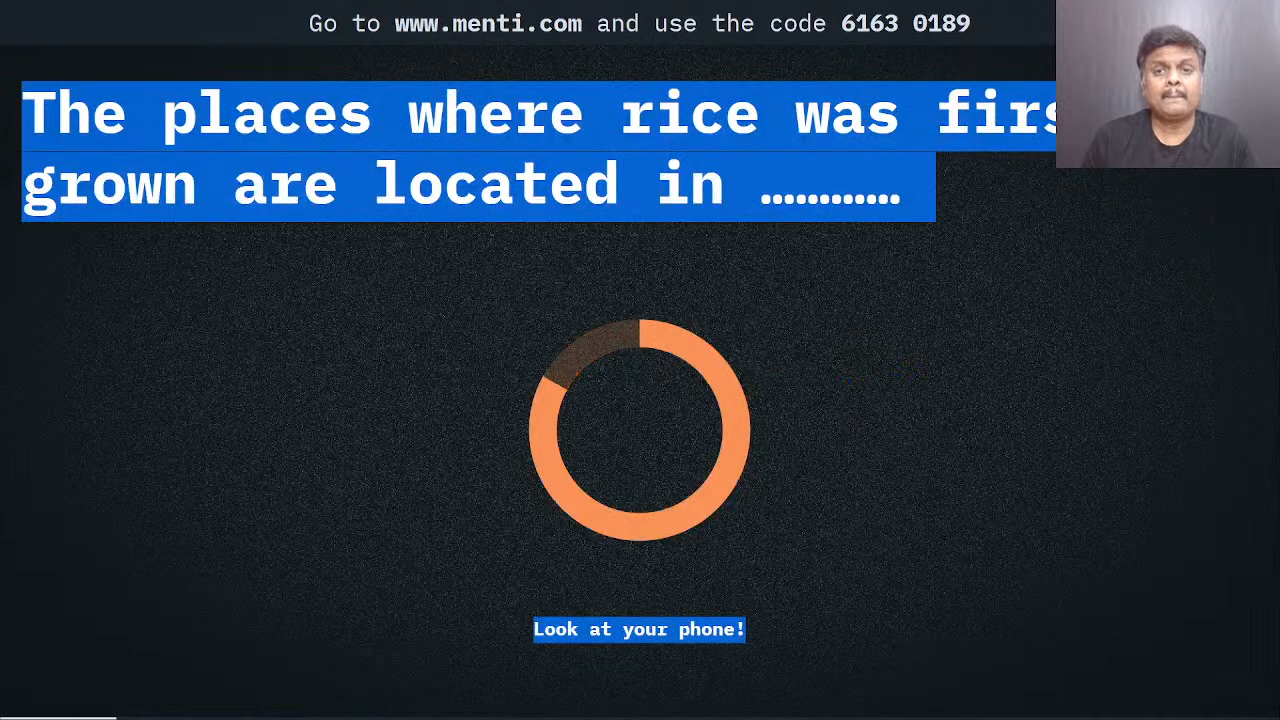 Go to www.menti.com and use the code 6163 0189
The places where rice was
grown are located in …………
Look at your phone!